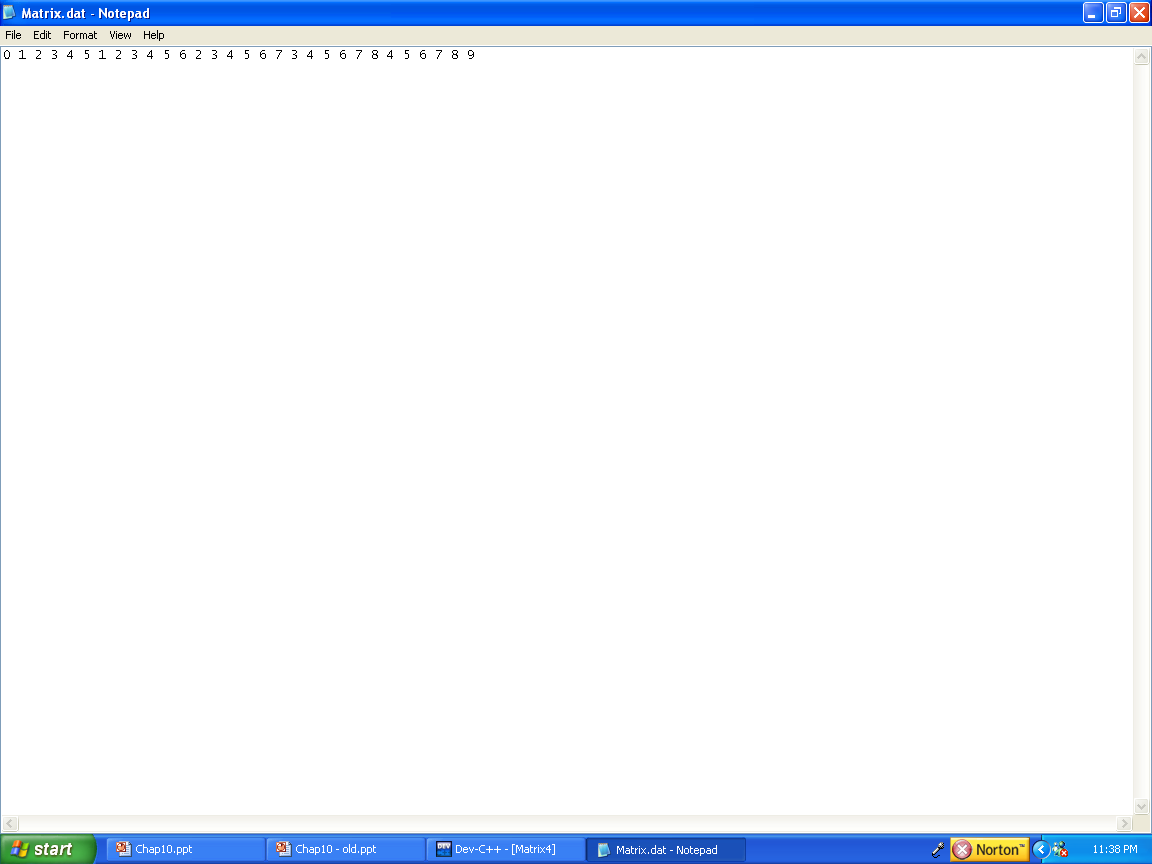 Matrix.dat - Notepad
File Edit Format View Help
0 1 2 3 4 5 1 2 3 4 5 6 2 3 4 5 6 7 3 4 5 6 7 8 4 5 6 7 8 9
start Chap10.ppt Chap10 - old.ppt Dev-C++ - [Matrix4] Matrix.dat - Notepad Norton™ 11:38 PM